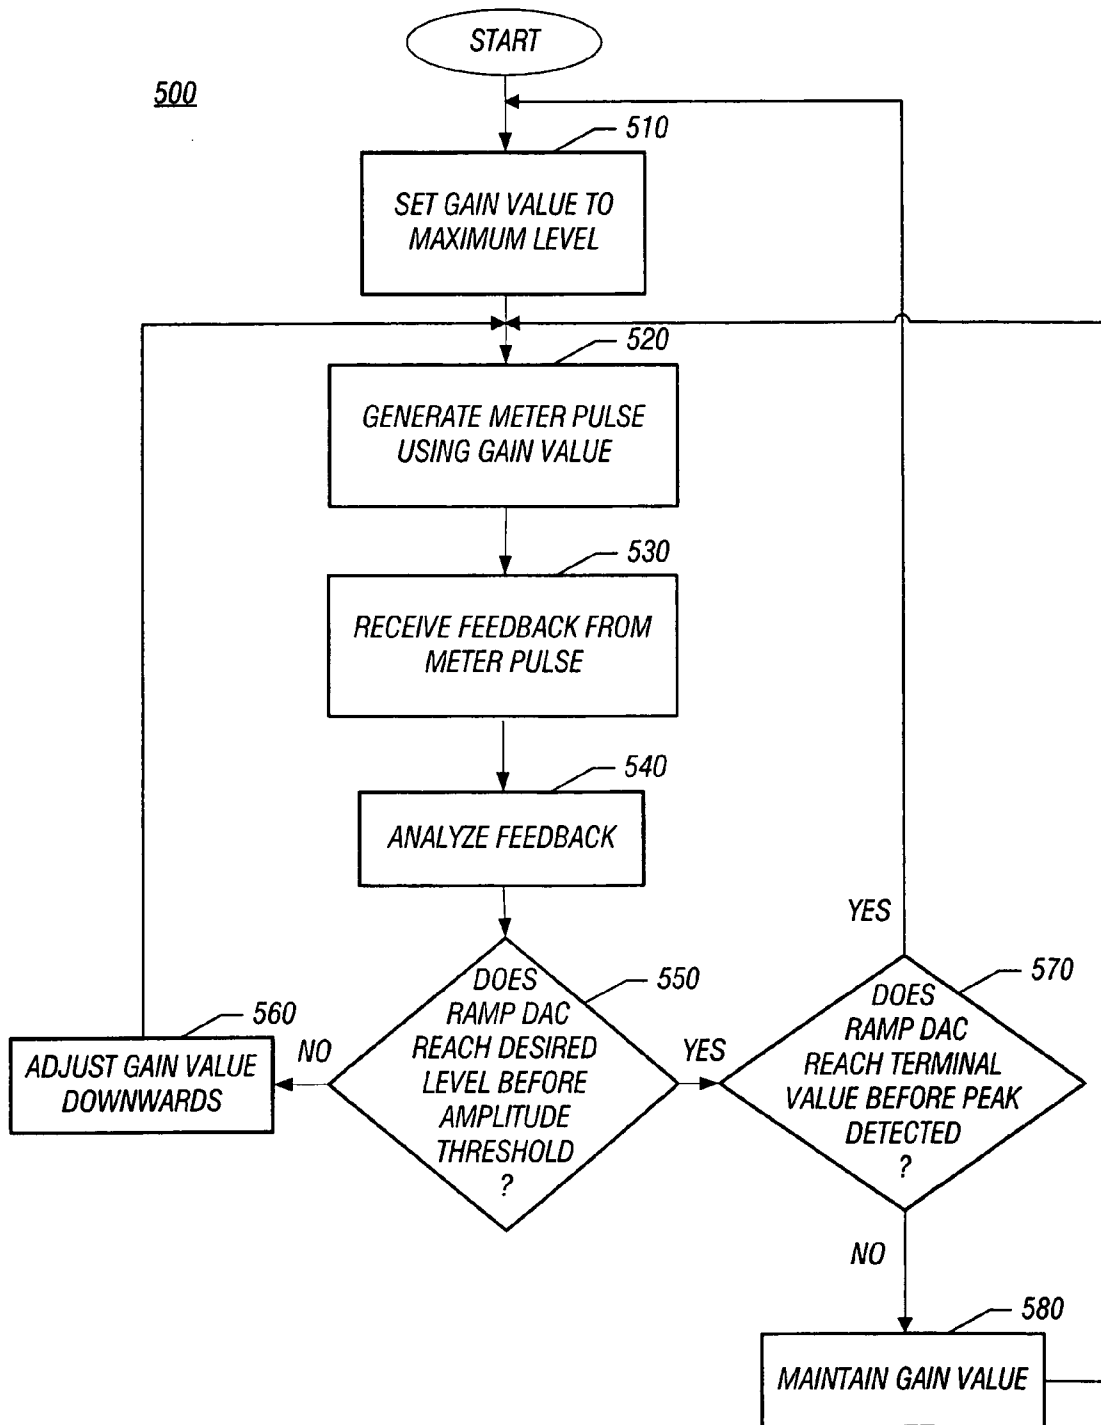 START
500
510
SET GAIN VALUE TO
MAXIMUM LEVEL
520
GENERATE METER PULSE
USING GAIN VALUE
530
RECEIVE FEEDBACK FROM
METER PULSE
540
ANALYZE FEEDBACK
550
DOES
RAMP DAC
REACH DESIRED
LEVEL BEFORE
AMPLITUDE
THRESHOLD
?
NO
560
ADJUST GAIN VALUE
DOWNWARDS
YES
570
DOES
RAMP DAC
REACH TERMINAL
VALUE BEFORE PEAK
DETECTED
?
YES
NO
580
MAINTAIN GAIN VALUE